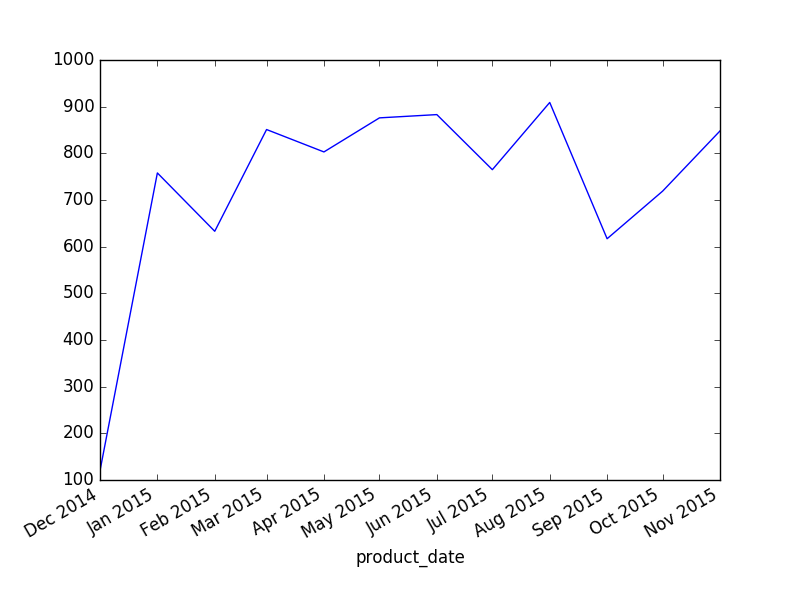 1000
900
800
700
600
500
400
300
200
100
Dec 2014
Jan 2015
Feb 2015
Mar 2015
Apr 2015
May 2015
Jun 2015
Jul 2015
Aug 2015
Sep 2015
Oct 2015
Nov 2015
product_date